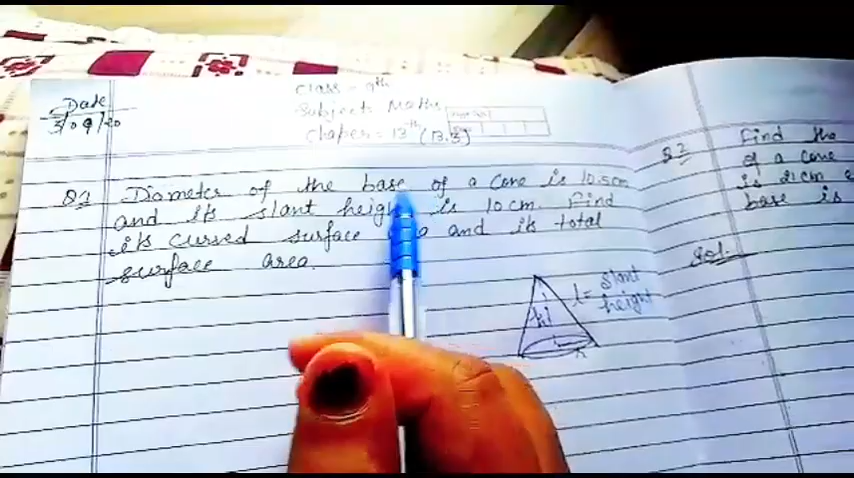 Class = 9th
Subject: Maths
Chaper = 13th (13.3)
Date
3/09/20
Q1 Diameter of the base of a Cone is 10.5cm
and its slant height is 10cm. Find
its curved surface and its total
surface area.
l = slant
height
h
r
Q2 Find the
of a cone
is 21cm
base is
Sol.